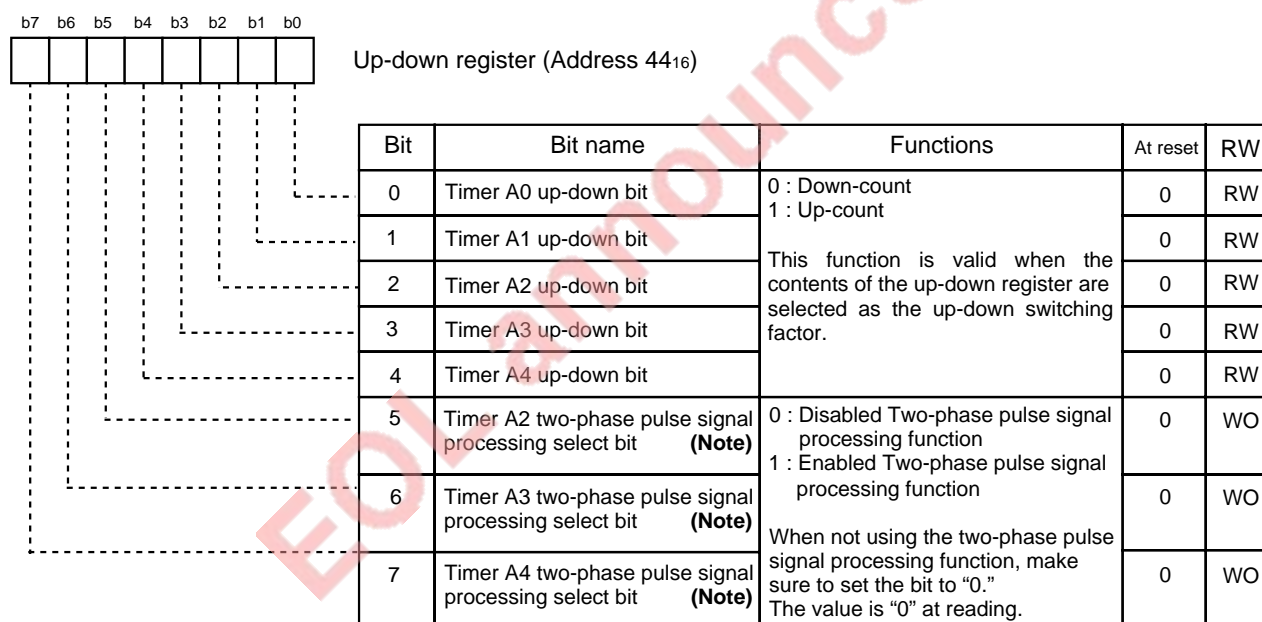 b7 b6 b5 b4 b3 b2 b1 b0
Up-down register (Address 4416)
Bit Bit name Functions At reset RW
0 Timer A0 up-down bit 0 : Down-count 0 RW
1 : Up-count
1 Timer A1 up-down bit 0 RW
This function is valid when the
2 Timer A2 up-down bit contents of the up-down register are 0 RW
selected as the up-down switching
3 Timer A3 up-down bit factor. 0 RW
4 Timer A4 up-down bit 0 RW
5 Timer A2 two-phase pulse signal 0 : Disabled Two-phase pulse signal 0 WO
processing select bit (Note) processing function
1 : Enabled Two-phase pulse signal
6 Timer A3 two-phase pulse signal processing function 0 WO
processing select bit (Note)
When not using the two-phase pulse
signal processing function, make
7 Timer A4 two-phase pulse signal sure to set the bit to “0.” 0 WO
processing select bit (Note) The value is “0” at reading.
EOL announc